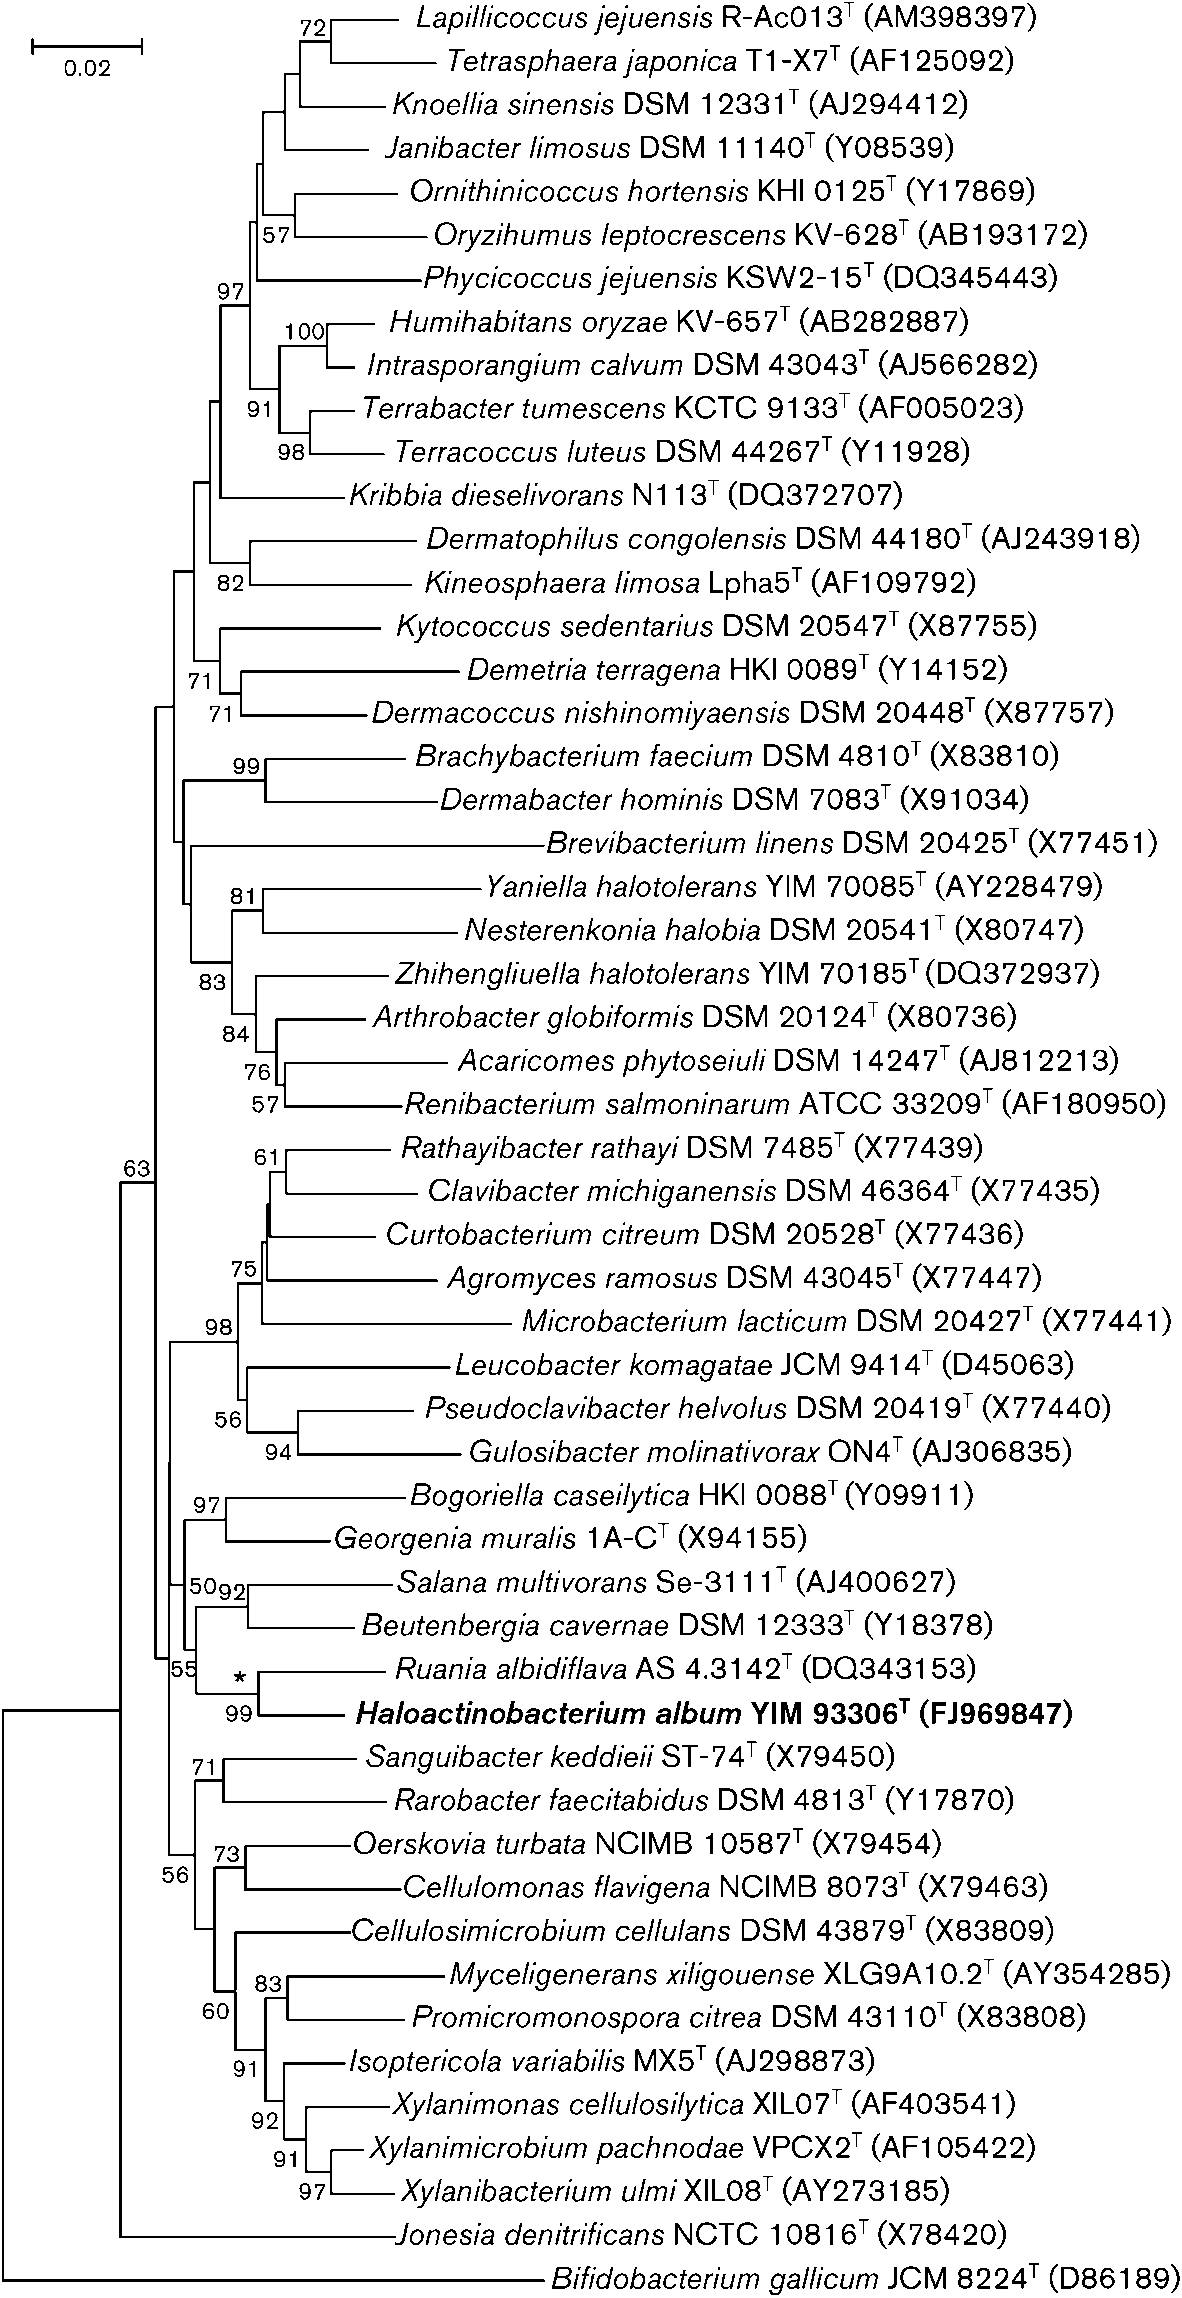 72
Lapillicoccus jejuensis R-Ac013ᵀ (AM398397)
0.02
Tetrasphaera japonica T1-X7ᵀ (AF125092)
Knoellia sinensis DSM 12331ᵀ (AJ294412)
Janibacter limosus DSM 11140ᵀ (Y08539)
Ornithinicoccus hortensis KHI 0125ᵀ (Y17869)
57
Oryzihumus leptocrescens KV-628ᵀ (AB193172)
Phycicoccus jejuensis KSW2-15ᵀ (DQ345443)
97
100
Humihabitans oryzae KV-657ᵀ (AB282887)
Intrasporangium calvum DSM 43043ᵀ (AJ566282)
91
Terrabacter tumescens KCTC 9133ᵀ (AF005023)
98
Terracoccus luteus DSM 44267ᵀ (Y11928)
Kribbia dieselivorans N113ᵀ (DQ372707)
Dermatophilus congolensis DSM 44180ᵀ (AJ243918)
82
Kineosphaera limosa Lpha5ᵀ (AF109792)
Kytococcus sedentarius DSM 20547ᵀ (X87755)
71
Demetria terragena HKI 0089ᵀ (Y14152)
71
Dermacoccus nishinomiyaensis DSM 20448ᵀ (X87757)
99
Brachybacterium faecium DSM 4810ᵀ (X83810)
Dermabacter hominis DSM 7083ᵀ (X91034)
Brevibacterium linens DSM 20425ᵀ (X77451)
81
Yaniella halotolerans YIM 70085ᵀ (AY228479)
Nesterenkonia halobia DSM 20541ᵀ (X80747)
83
Zhihengliuella halotolerans YIM 70185ᵀ (DQ372937)
84
Arthrobacter globiformis DSM 20124ᵀ (X80736)
76
Acaricomes phytoseiuli DSM 14247ᵀ (AJ812213)
57
Renibacterium salmoninarum ATCC 33209ᵀ (AF180950)
63
61
Rathayibacter rathayi DSM 7485ᵀ (X77439)
Clavibacter michiganensis DSM 46364ᵀ (X77435)
Curtobacterium citreum DSM 20528ᵀ (X77436)
75
Agromyces ramosus DSM 43045ᵀ (X77447)
98
Microbacterium lacticum DSM 20427ᵀ (X77441)
Leucobacter komagatae JCM 9414ᵀ (D45063)
56
Pseudoclavibacter helvolus DSM 20419ᵀ (X77440)
94
Gulosibacter molinativorax ON4ᵀ (AJ306835)
97
Bogoriella caseilytica HKI 0088ᵀ (Y09911)
Georgenia muralis 1A-Cᵀ (X94155)
50
92
Salana multivorans Se-3111ᵀ (AJ400627)
Beutenbergia cavernae DSM 12333ᵀ (Y18378)
55
*
Ruania albidiflava AS 4.3142ᵀ (DQ343153)
99
Haloactinobacterium album YIM 93306ᵀ (FJ969847)
71
Sanguibacter keddieii ST-74ᵀ (X79450)
Rarobacter faecitabidus DSM 4813ᵀ (Y17870)
56
73
Oerskovia turbata NCIMB 10587ᵀ (X79454)
Cellulomonas flavigena NCIMB 8073ᵀ (X79463)
Cellulosimicrobium cellulans DSM 43879ᵀ (X83809)
83
Myceligenerans xiligouense XLG9A10.2ᵀ (AY354285)
60
Promicromonospora citrea DSM 43110ᵀ (X83808)
91
Isoptericola variabilis MX5ᵀ (AJ298873)
92
Xylanimonas cellulosilytica XIL07ᵀ (AF403541)
91
Xylanimicrobium pachnodae VPCX2ᵀ (AF105422)
97
Xylanibacterium ulmi XIL08ᵀ (AY273185)
Jonesia denitrificans NCTC 10816ᵀ (X78420)
Bifidobacterium gallicum JCM 8224ᵀ (D86189)